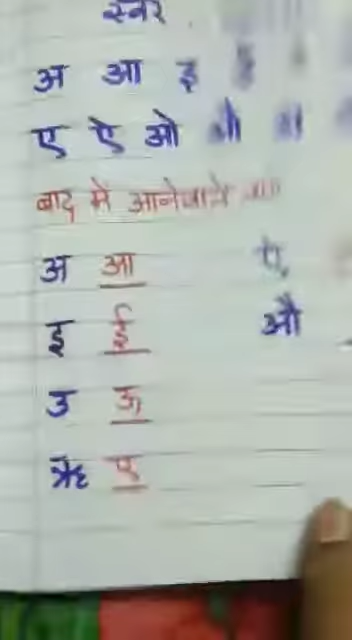 स्वर
अ आ इ
ए ऐ ओ औ
बाद में आनेवाले
अ आ ऐ
इ ई औ
उ ऊ
ऋ ए